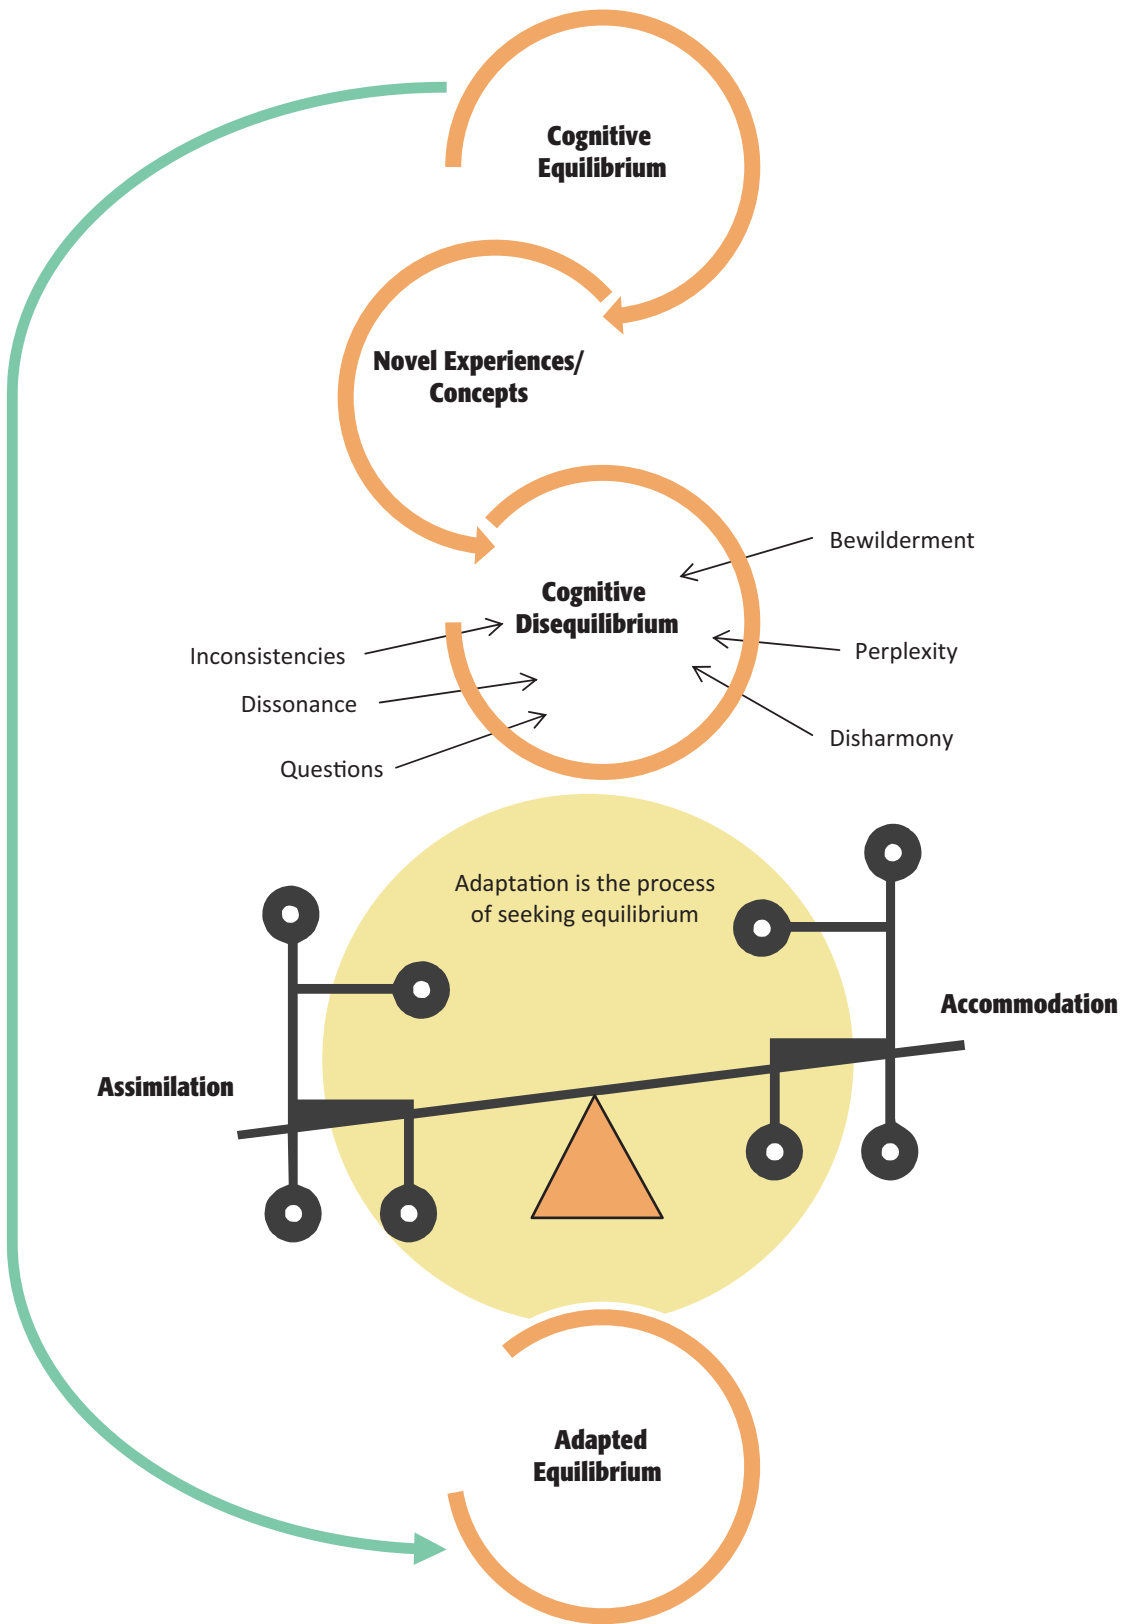 Cognitive
Equilibrium
Novel Experiences/
Concepts
Bewilderment
Cognitive
Disequilibrium
Inconsistencies
Perplexity
Dissonance
Disharmony
Questions
Adaptation is the process
of seeking equilibrium
Accommodation
Assimilation
Adapted
Equilibrium